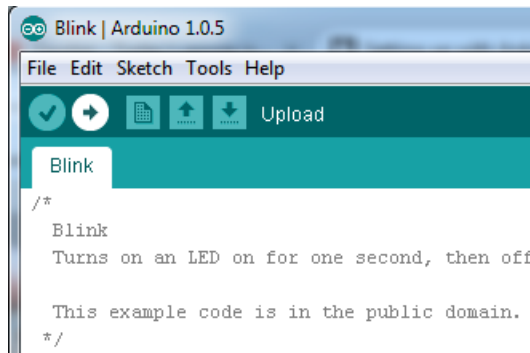 Blink | Arduino 1.0.5
File Edit Sketch Tools Help
Upload
Blink
/*
Blink
Turns on an LED on for one second, then off
This example code is in the public domain.
*/